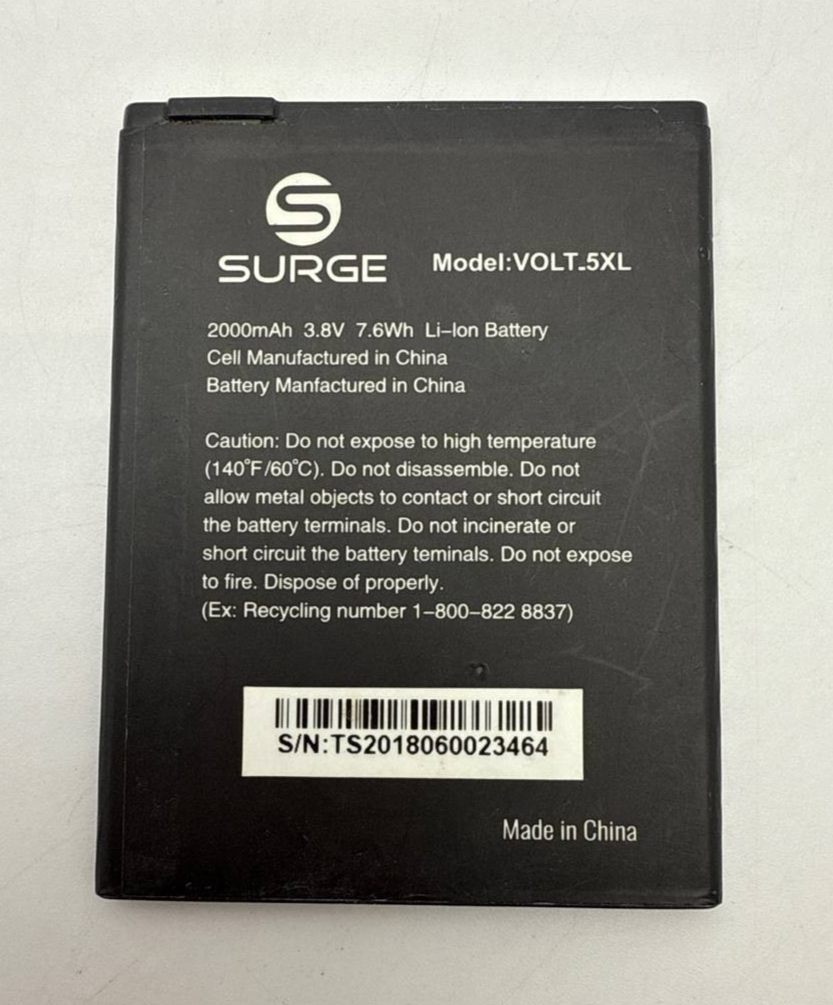 S
SURGE
Model:VOLT.5XL
2000mAh 3.8V 7.6Wh Li-Ion Battery
Cell Manufactured in China
Battery Manfactured in China
Caution: Do not expose to high temperature
(140°F/60°C). Do not disassemble. Do not
allow metal objects to contact or short circuit
the battery terminals. Do not incinerate or
short circuit the battery teminals. Do not expose
to fire. Dispose of properly.
(Ex: Recycling number 1-800-822 8837)
S/N:TS2018060023464
Made in China